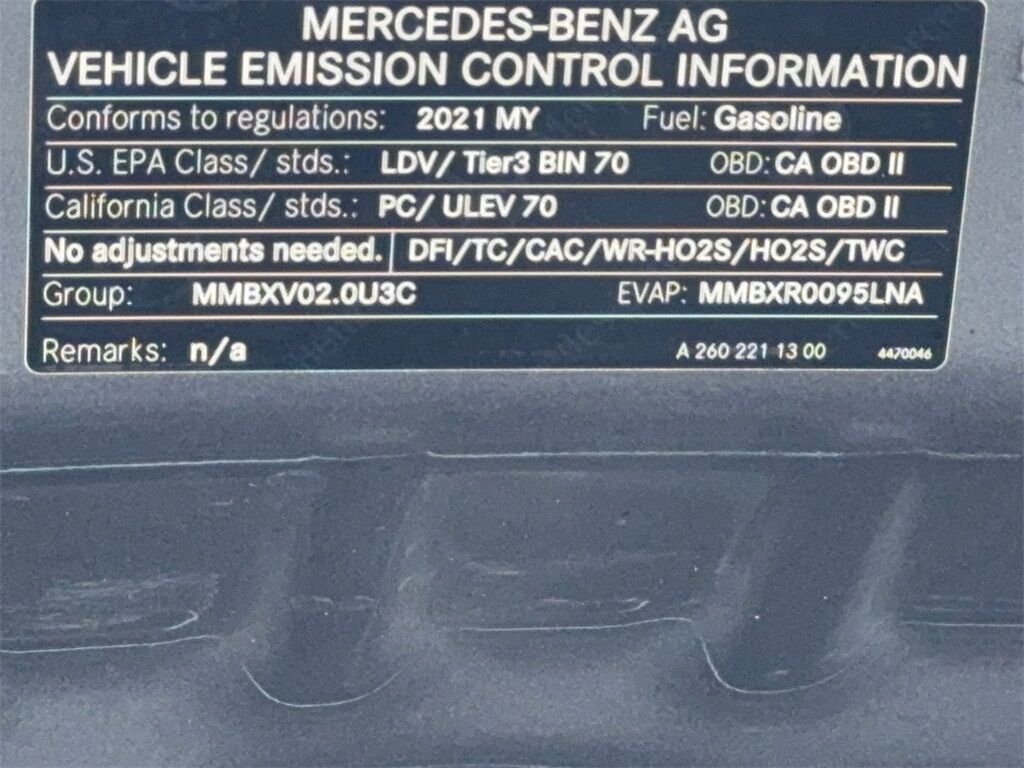 MERCEDES-BENZ AG
VEHICLE EMISSION CONTROL INFORMATION
Conforms to regulations: 2021 MY Fuel: Gasoline
U.S. EPA Class/ stds.: LDV/ Tier3 BIN 70 OBD: CA OBD II
California Class/ stds.: PC/ ULEV 70 OBD: CA OBD II
No adjustments needed. DFI/TC/CAC/WR-HO2S/HO2S/TWC
Group: MMBXV02.0U3C EVAP: MMBXR0095LNA
Remarks: n/a A 260 221 13 00 4470046